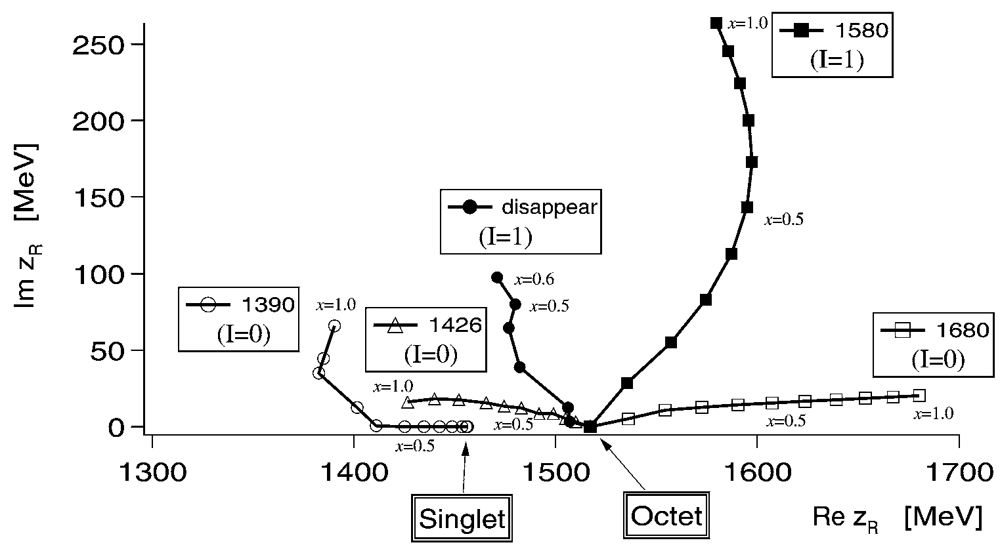 250
200
150
100
50
0
Im zR [MeV]
x=1.0
1580
(I=1)
disappear
(I=1)
x=0.5
x=0.6
x=0.5
1390
(I=0)
x=1.0
1426
(I=0)
x=1.0
1680
(I=0)
x=0.5
x=0.5
x=1.0
x=0.5
1300
1400
1500
1600
1700
Singlet
Octet
Re zR [MeV]